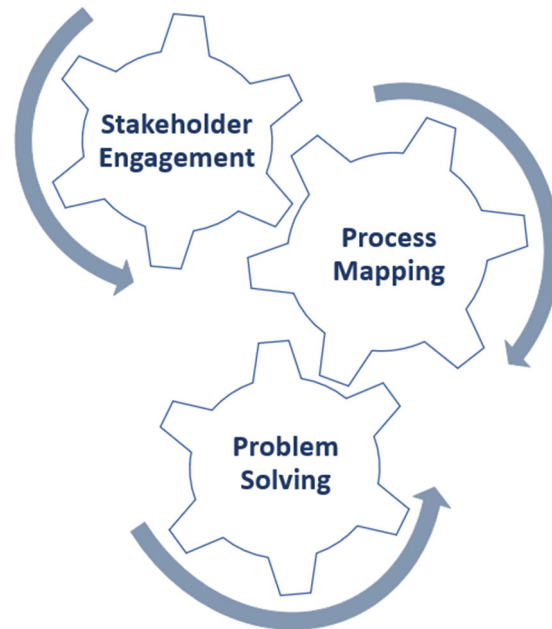 Stakeholder
Engagement
Process
Mapping
Problem
Solving